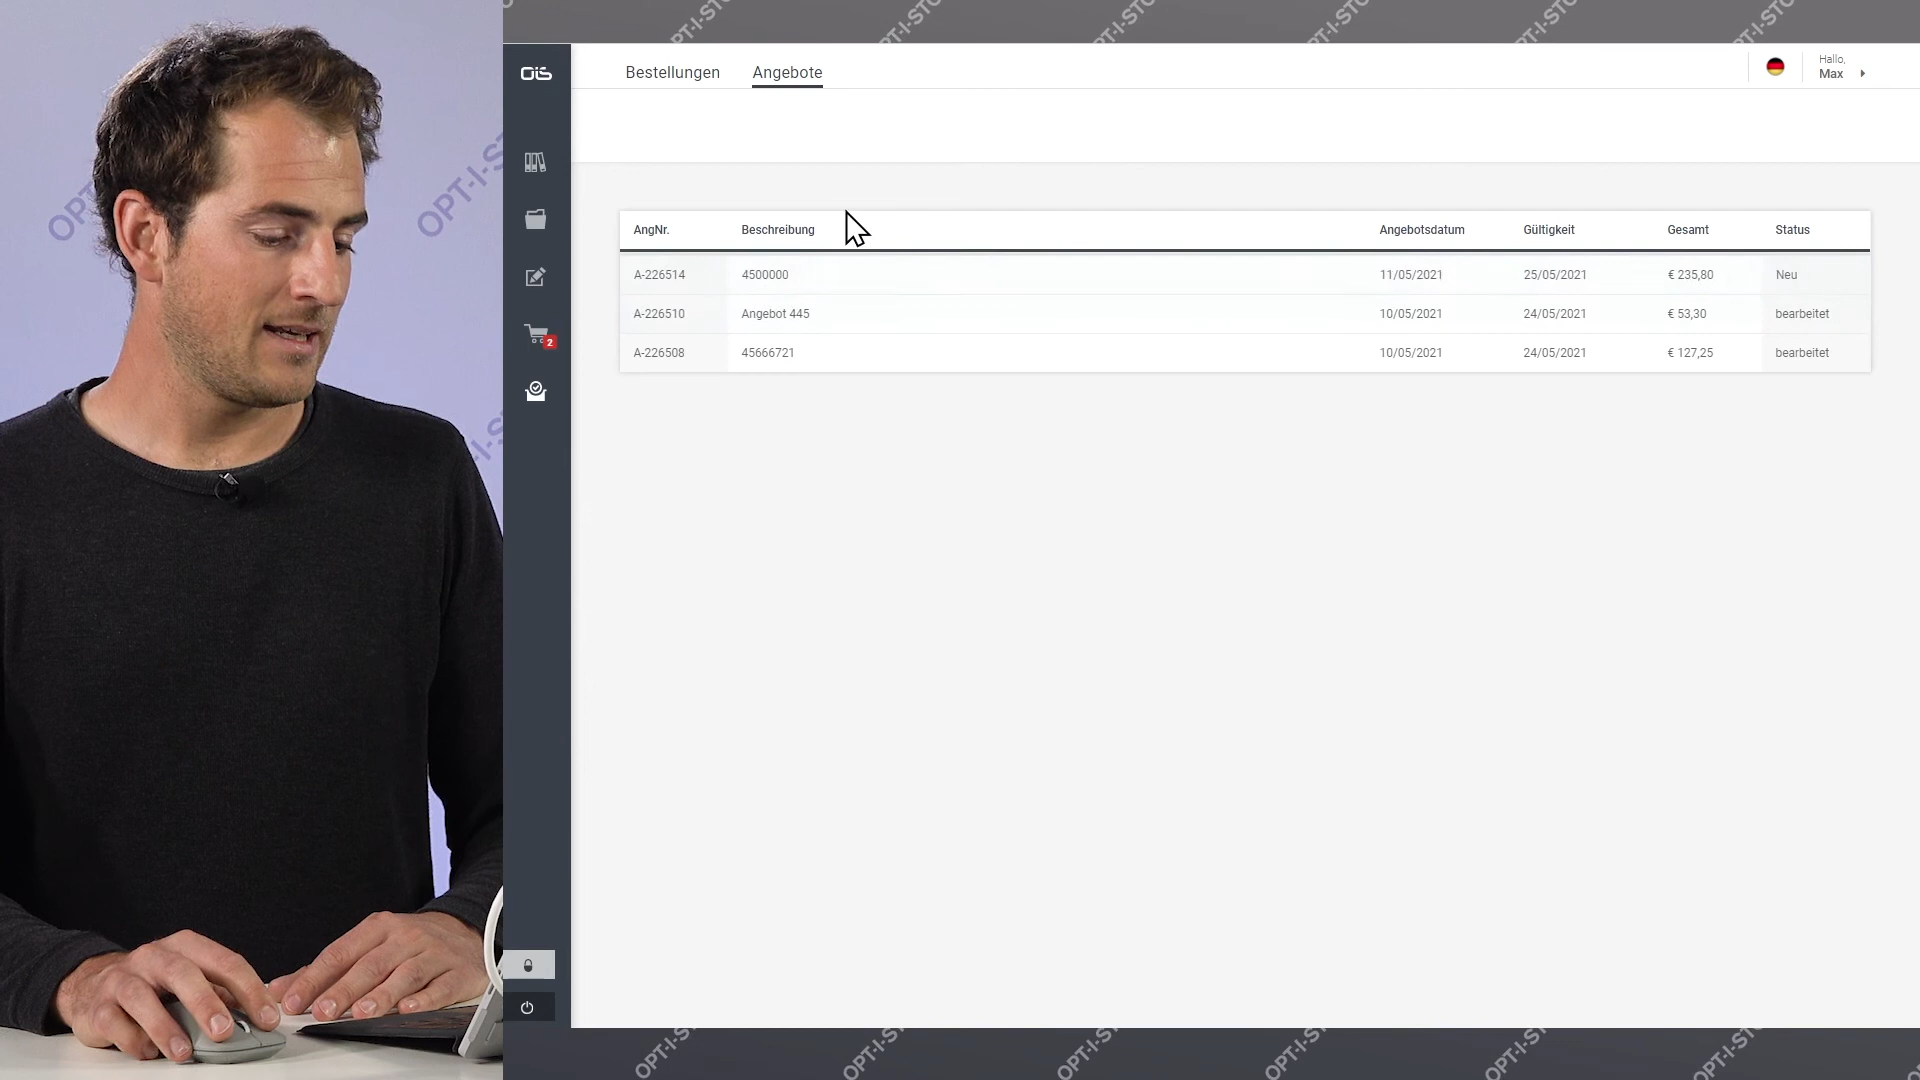 OIS
Bestellungen Angebote
Hallo,
Max
AngNr. Beschreibung Angebotsdatum Gültigkeit Gesamt Status
A-226514 4500000 11/05/2021 25/05/2021 € 235,80 Neu
A-226510 Angebot 445 10/05/2021 24/05/2021 € 53,30 bearbeitet
A-226508 45666721 10/05/2021 24/05/2021 € 127,25 bearbeitet
2